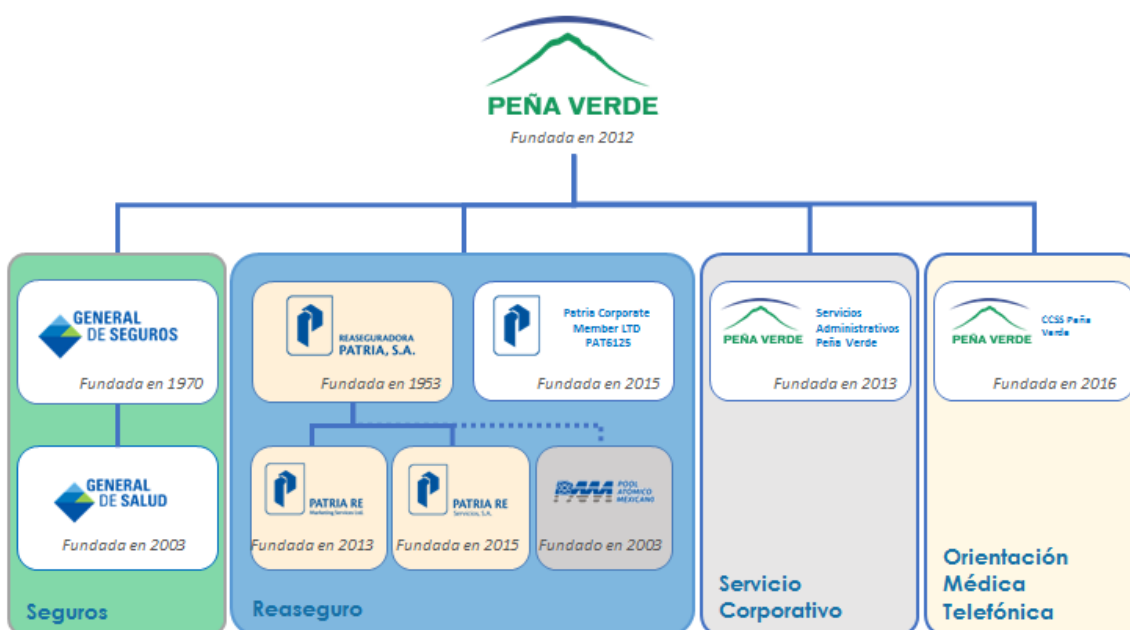 PEÑA VERDE
Fundada en 2012
GENERAL
DE SEGUROS
Fundada en 1970
GENERAL
DE SALUD
Fundada en 2003
Seguros
REASEGURADORA
PATRIA, S.A.
Fundada en 1953
Patria Corporate
Member LTD
PAT6125
Fundada en 2015
PATRIA RE
Marketing Services Ltd.
Fundada en 2013
PATRIA RE
Servicios, S.A.
Fundada en 2015
POOL
ATÓMICO
MEXICANO
Fundado en 2003
Reaseguro
PEÑA VERDE
Servicios
Administrativos
Peña Verde
Fundada en 2013
Servicio
Corporativo
PEÑA VERDE
CCSS Peña
Verde
Fundada en 2016
Orientación
Médica
Telefónica